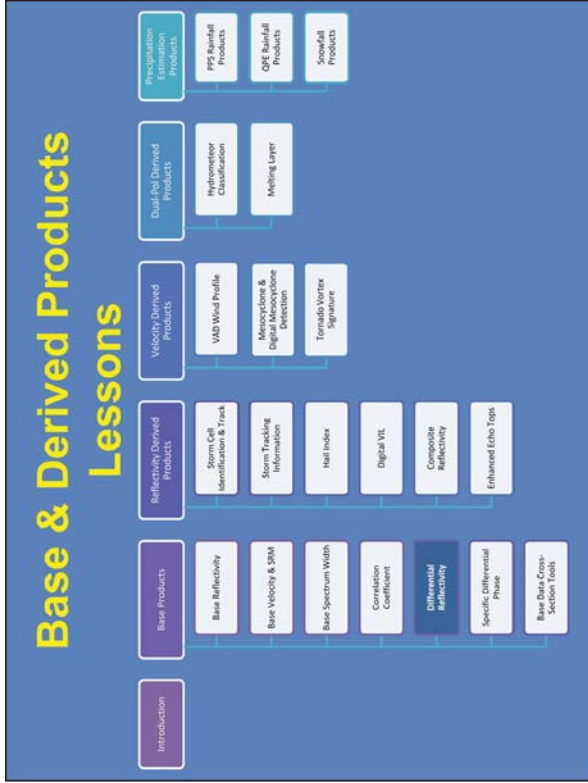 Base & Derived Products
Lessons
Introduction
Base Products
Base Reflectivity
Base Velocity & SRM
Base Spectrum Width
Correlation
Coefficient
Differential
Reflectivity
Specific Differential
Phase
Base Data Cross-
Section Tools
Reflectivity Derived
Products
Storm Cell
Identification & Track
Storm Tracking
Information
Hail Index
Digital VIL
Composite
Reflectivity
Enhanced Echo Tops
Velocity Derived
Products
VAD Wind Profile
Mesocyclone &
Digital Mesocyclone
Detection
Tornado Vortex
Signature
Dual-Pol Derived
Products
Hydrometeor
Classification
Melting Layer
Precipitation
Estimation
Products
PPS Rainfall
Products
QPE Rainfall
Products
Snowfall
Products